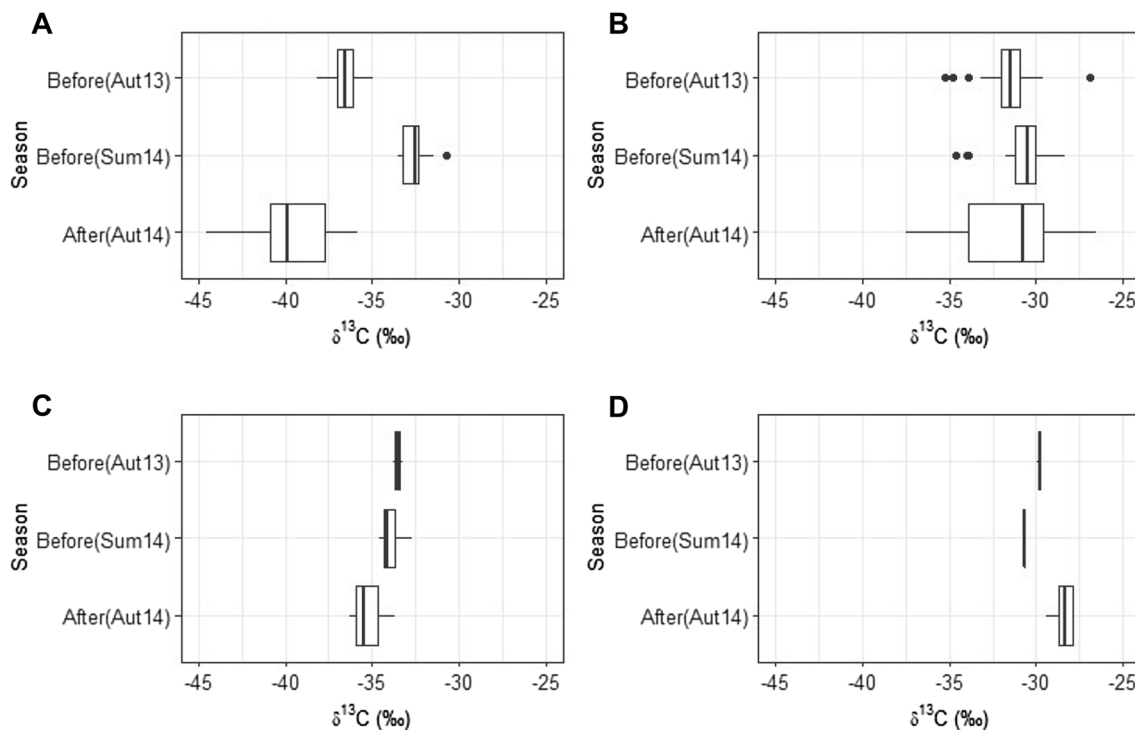 A
Season
Before(Aut13)
Before(Sum14)
After(Aut14)
-45 -40 -35 -30 -25
δ¹³C (‰)
B
Season
Before(Aut13)
Before(Sum14)
After(Aut14)
-45 -40 -35 -30 -25
δ¹³C (‰)
C
Season
Before(Aut13)
Before(Sum14)
After(Aut14)
-45 -40 -35 -30 -25
δ¹³C (‰)
D
Season
Before(Aut13)
Before(Sum14)
After(Aut14)
-45 -40 -35 -30 -25
δ¹³C (‰)